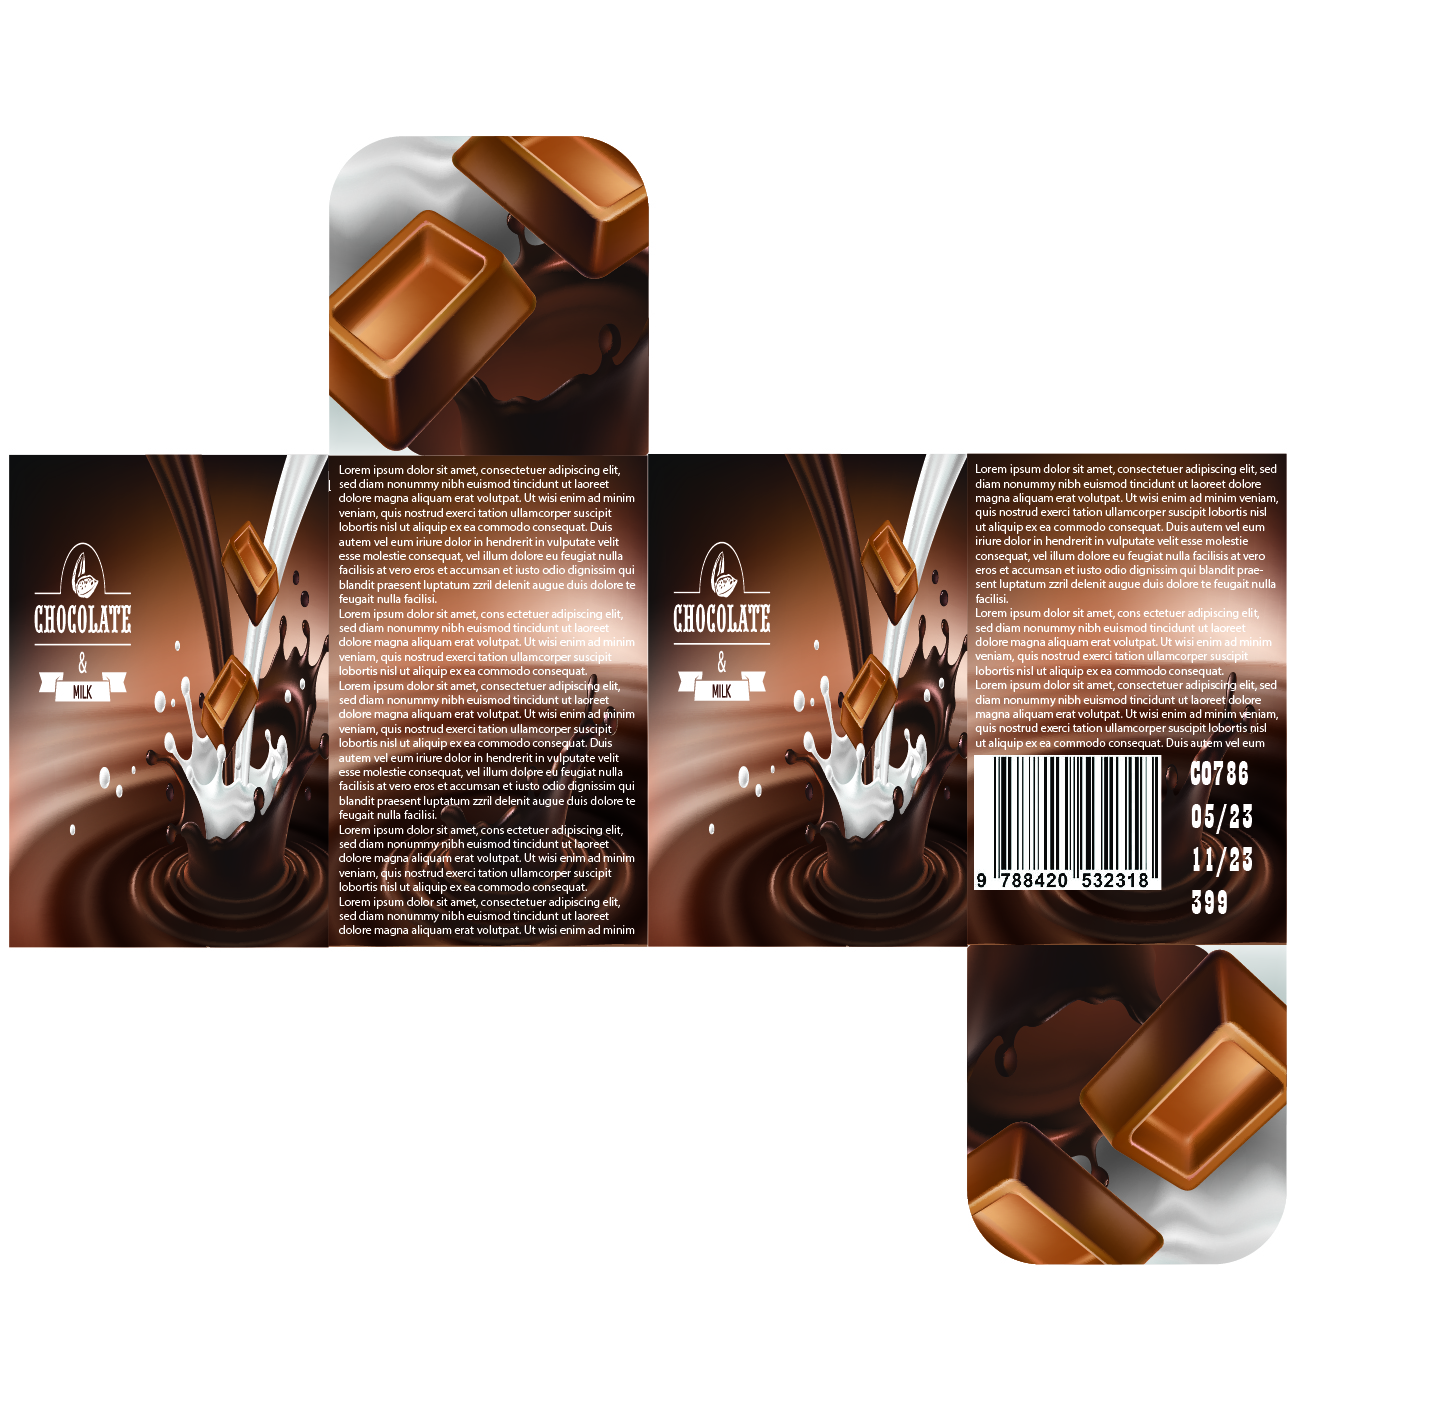 CHOCOLATE
&
MILK
Lorem ipsum dolor sit amet, consectetuer adipiscing elit,
sed diam nonummy nibh euismod tincidunt ut laoreet
dolore magna aliquam erat volutpat. Ut wisi enim ad minim
veniam, quis nostrud exerci tation ullamcorper suscipit
lobortis nisl ut aliquip ex ea commodo consequat. Duis
autem vel eum iriure dolor in hendrerit in vulputate velit
esse molestie consequat, vel illum dolore eu feugiat nulla
facilisis at vero eros et accumsan et iusto odio dignissim qui
blandit praesent luptatum zzril delenit augue duis dolore te
feugait nulla facilisi.
Lorem ipsum dolor sit amet, cons ectetuer adipiscing elit,
sed diam nonummy nibh euismod tincidunt ut laoreet
dolore magna aliquam erat volutpat. Ut wisi enim ad minim
veniam, quis nostrud exerci tation ullamcorper suscipit
lobortis nisl ut aliquip ex ea commodo consequat.
Lorem ipsum dolor sit amet, consectetuer adipiscing elit,
sed diam nonummy nibh euismod tincidunt ut laoreet
dolore magna aliquam erat volutpat. Ut wisi enim ad minim
veniam, quis nostrud exerci tation ullamcorper suscipit
lobortis nisl ut aliquip ex ea commodo consequat. Duis
autem vel eum iriure dolor in hendrerit in vulputate velit
esse molestie consequat, vel illum dolore eu feugiat nulla
facilisis at vero eros et accumsan et iusto odio dignissim qui
blandit praesent luptatum zzril delenit augue duis dolore te
feugait nulla facilisi.
Lorem ipsum dolor sit amet, cons ectetuer adipiscing elit,
sed diam nonummy nibh euismod tincidunt ut laoreet
dolore magna aliquam erat volutpat. Ut wisi enim ad minim
veniam, quis nostrud exerci tation ullamcorper suscipit
lobortis nisl ut aliquip ex ea commodo consequat.
Lorem ipsum dolor sit amet, consectetuer adipiscing elit,
sed diam nonummy nibh euismod tincidunt ut laoreet
dolore magna aliquam erat volutpat. Ut wisi enim ad minim
CHOCOLATE
&
MILK
Lorem ipsum dolor sit amet, consectetuer adipiscing elit, sed
diam nonummy nibh euismod tincidunt ut laoreet dolore
magna aliquam erat volutpat. Ut wisi enim ad minim veniam,
quis nostrud exerci tation ullamcorper suscipit lobortis nisl
ut aliquip ex ea commodo consequat. Duis autem vel eum
iriure dolor in hendrerit in vulputate velit esse molestie
consequat, vel illum dolore eu feugiat nulla facilisis at vero
eros et accumsan et iusto odio dignissim qui blandit prae-
sent luptatum zzril delenit augue duis dolore te feugait nulla
facilisi.
Lorem ipsum dolor sit amet, cons ectetuer adipiscing elit,
sed diam nonummy nibh euismod tincidunt ut laoreet
dolore magna aliquam erat volutpat. Ut wisi enim ad minim
veniam, quis nostrud exerci tation ullamcorper suscipit
lobortis nisl ut aliquip ex ea commodo consequat.
Lorem ipsum dolor sit amet, consectetuer adipiscing elit, sed
diam nonummy nibh euismod tincidunt ut laoreet dolore
magna aliquam erat volutpat. Ut wisi enim ad minim veniam,
quis nostrud exerci tation ullamcorper suscipit lobortis nisl
ut aliquip ex ea commodo consequat. Duis autem vel eum
9 788420 532318
CO786
05/23
11/23
399